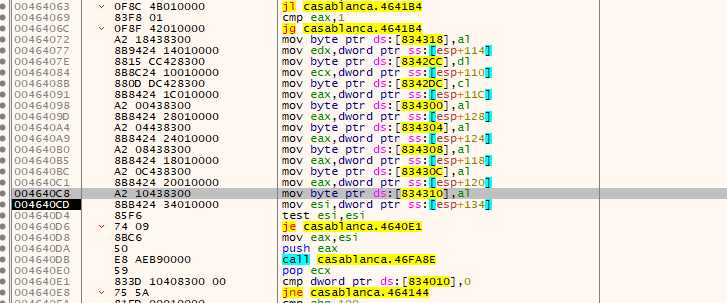 00464063 0F8C 4B010000 jl casablanca.4641B4
00464069 83F8 01 cmp eax,1
0046406C 0F8F 42010000 jg casablanca.4641B4
00464072 A2 18438300 mov byte ptr ds:[834318],al
00464077 8B9424 14010000 mov edx,dword ptr ss:[esp+114]
0046407E 8815 CC428300 mov byte ptr ds:[8342CC],dl
00464084 8B8C24 10010000 mov ecx,dword ptr ss:[esp+110]
0046408B 880D DC428300 mov byte ptr ds:[8342DC],cl
00464091 8B8424 1C010000 mov eax,dword ptr ss:[esp+11C]
00464098 A2 00438300 mov byte ptr ds:[834300],al
0046409D 8B8424 28010000 mov eax,dword ptr ss:[esp+128]
004640A4 A2 04438300 mov byte ptr ds:[834304],al
004640A9 8B8424 24010000 mov eax,dword ptr ss:[esp+124]
004640B0 A2 08438300 mov byte ptr ds:[834308],al
004640B5 8B8424 18010000 mov eax,dword ptr ss:[esp+118]
004640BC A2 0C438300 mov byte ptr ds:[83430C],al
004640C1 8B8424 20010000 mov eax,dword ptr ss:[esp+120]
004640C8 A2 10438300 mov byte ptr ds:[834310],al
004640CD 8BB424 34010000 mov esi,dword ptr ss:[esp+134]
004640D4 85F6 test esi,esi
004640D6 74 09 je casablanca.4640E1
004640D8 8BC6 mov eax,esi
004640DA 50 push eax
004640DB E8 AEB90000 call casablanca.46FA8E
004640E0 59 pop ecx
004640E1 833D 10408300 00 cmp dword ptr ds:[834010],0
004640E8 75 5A jne casablanca.464144